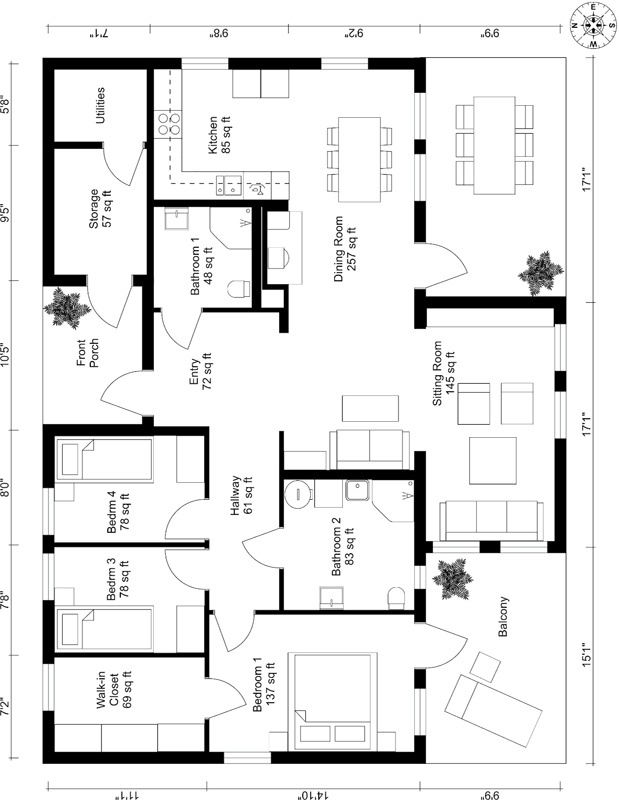 E
N
S
W
7'1"
9'8"
9'2"
9'9"
5'8"
9'5"
10'5"
8'0"
7'8"
7'2"
17'1"
17'1"
15'1"
Utilities
Kitchen
85 sq ft
Storage
57 sq ft
Bathroom 1
48 sq ft
Dining Room
257 sq ft
Front
Porch
Entry
72 sq ft
Sitting Room
145 sq ft
Bedrm 4
78 sq ft
Hallway
61 sq ft
Bathroom 2
83 sq ft
Bedrm 3
78 sq ft
Balcony
Walk-in
Closet
69 sq ft
Bedroom 1
137 sq ft
11'1"
14'10"
9'9"